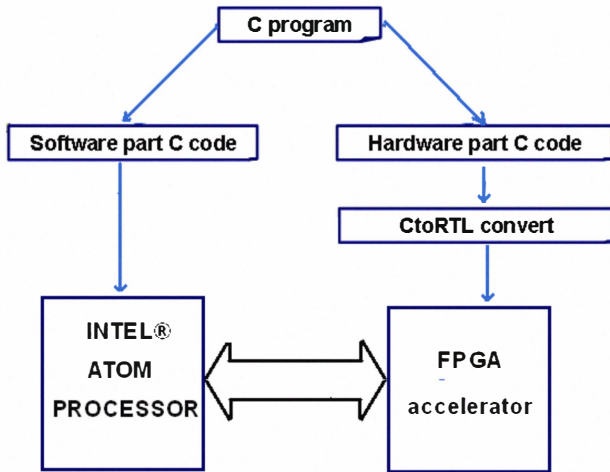 C program
Software part C code
Hardware part C code
CtoRTL convert
INTEL®
ATOM
PROCESSOR
FPGA
accelerator